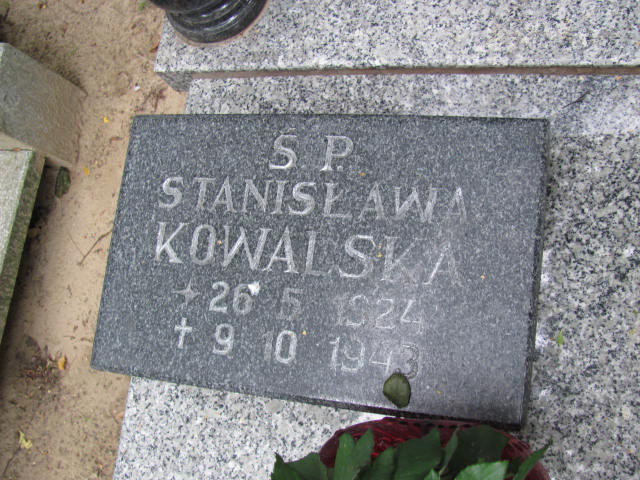 Ś.P.
STANISŁAWA
KOWALSKA
✶ 26 5 1924
✝ 9 10 1943